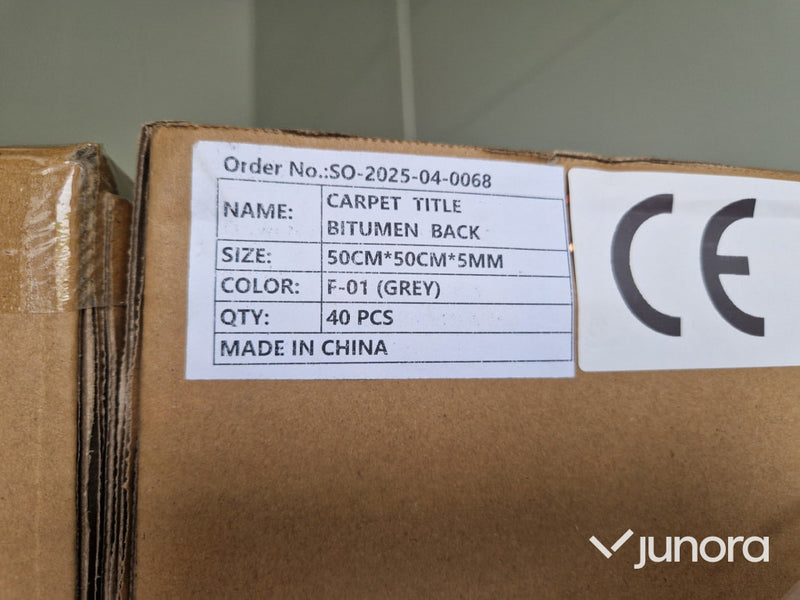 Order No.:SO-2025-04-0068
NAME: CARPET TITLE
BITUMEN BACK
SIZE: 50CM*50CM*5MM
COLOR: F-01 (GREY)
QTY: 40 PCS
MADE IN CHINA
CE
junora